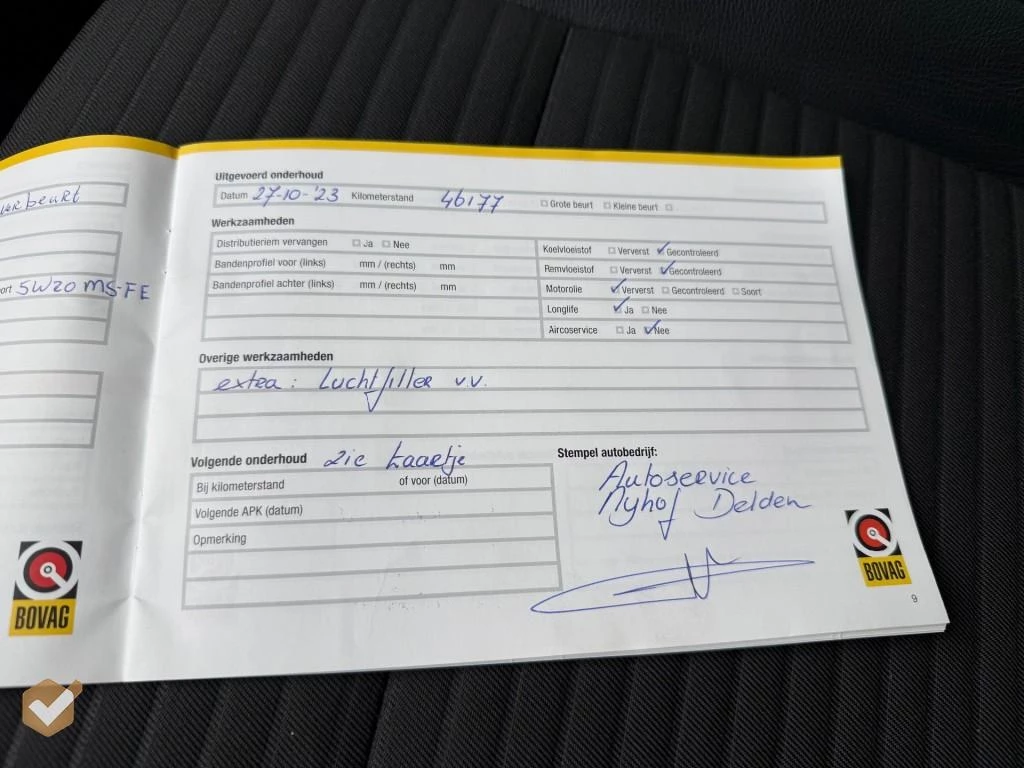 beurt
ort 5W20 MS-FE
BOVAG
Uitgevoerd onderhoud
Datum 27-10-'23 Kilometerstand 46177 Grote beurt Kleine beurt
Werkzaamheden
Distributieriem vervangen Ja Nee
Bandenprofiel voor (links) mm / (rechts) mm
Bandenprofiel achter (links) mm / (rechts) mm
Koelvloeistof Ververst Gecontroleerd
Remvloeistof Ververst Gecontroleerd
Motorolie Ververst Gecontroleerd Soort
Longlife Ja Nee
Aircoservice Ja Nee
Overige werkzaamheden
extra: Luchtfilter v.v.
Volgende onderhoud zie kaartje
Bij kilometerstand of voor (datum)
Volgende APK (datum)
Opmerking
Stempel autobedrijf:
Autoservice
Nyhof Delden
BOVAG
9